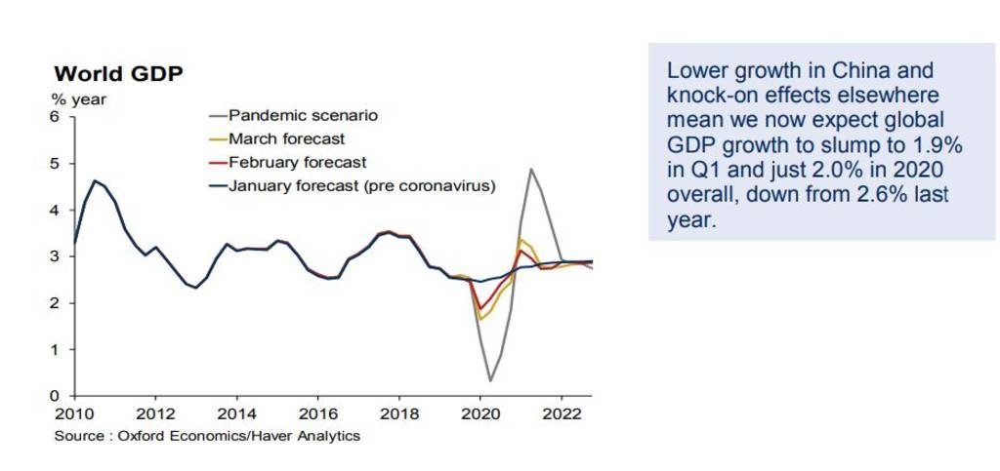 World GDP
% year
6
5
4
3
2
1
0
Pandemic scenario
March forecast
February forecast
January forecast (pre coronavirus)
2010 2012 2014 2016 2018 2020 2022
Source : Oxford Economics/Haver Analytics
Lower growth in China and
knock-on effects elsewhere
mean we now expect global
GDP growth to slump to 1.9%
in Q1 and just 2.0% in 2020
overall, down from 2.6% last
year.